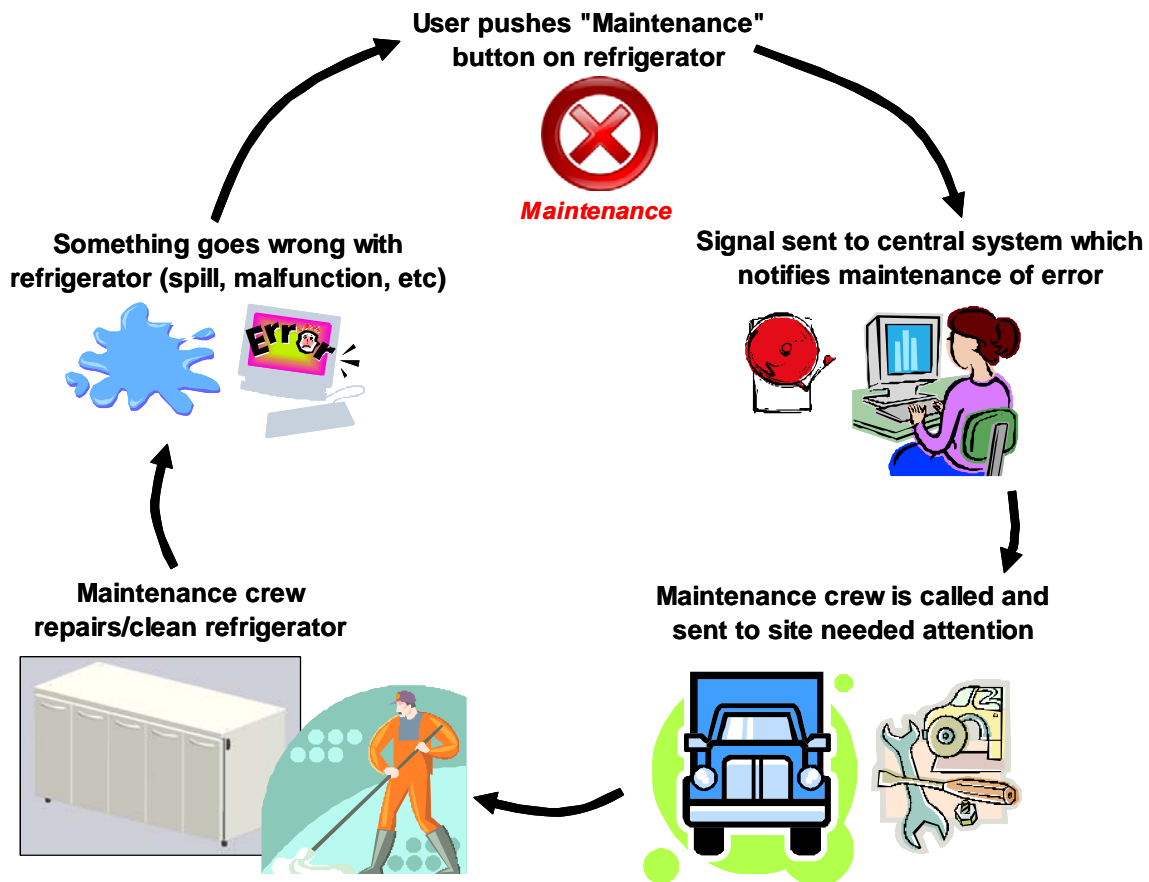 User pushes "Maintenance"
button on refrigerator
Maintenance
Something goes wrong with
refrigerator (spill, malfunction, etc)
Error
Signal sent to central system which
notifies maintenance of error
Maintenance crew
repairs/clean refrigerator
Maintenance crew is called and
sent to site needed attention